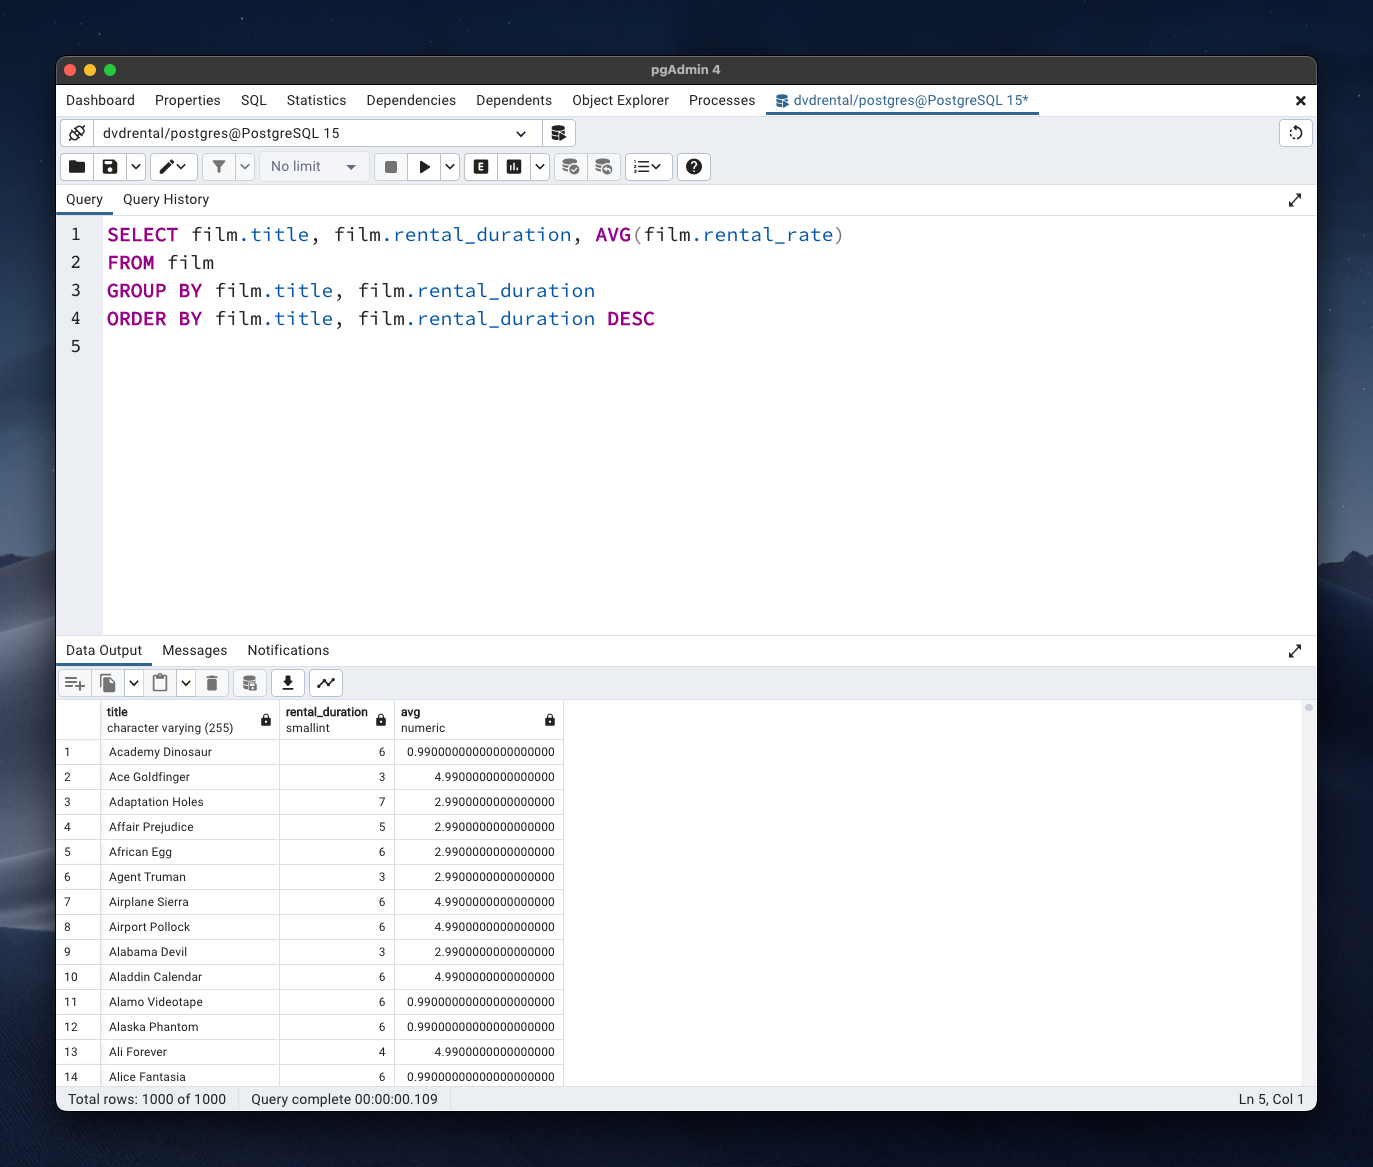 pgAdmin 4
Dashboard Properties SQL Statistics Dependencies Dependents Object Explorer Processes dvdrental/postgres@PostgreSQL 15*
dvdrental/postgres@PostgreSQL 15
No limit E
Query Query History
1 SELECT film.title, film.rental_duration, AVG(film.rental_rate)
2 FROM film
3 GROUP BY film.title, film.rental_duration
4 ORDER BY film.title, film.rental_duration DESC
5
Data Output Messages Notifications
title rental_duration avg
character varying (255) smallint numeric
1 Academy Dinosaur 6 0.99000000000000000000
2 Ace Goldfinger 3 4.9900000000000000
3 Adaptation Holes 7 2.9900000000000000
4 Affair Prejudice 5 2.9900000000000000
5 African Egg 6 2.9900000000000000
6 Agent Truman 3 2.9900000000000000
7 Airplane Sierra 6 4.9900000000000000
8 Airport Pollock 6 4.9900000000000000
9 Alabama Devil 3 2.9900000000000000
10 Aladdin Calendar 6 4.9900000000000000
11 Alamo Videotape 6 0.99000000000000000000
12 Alaska Phantom 6 0.99000000000000000000
13 Ali Forever 4 4.9900000000000000
14 Alice Fantasia 6 0.99000000000000000000
Total rows: 1000 of 1000 Query complete 00:00:00.109 Ln 5, Col 1